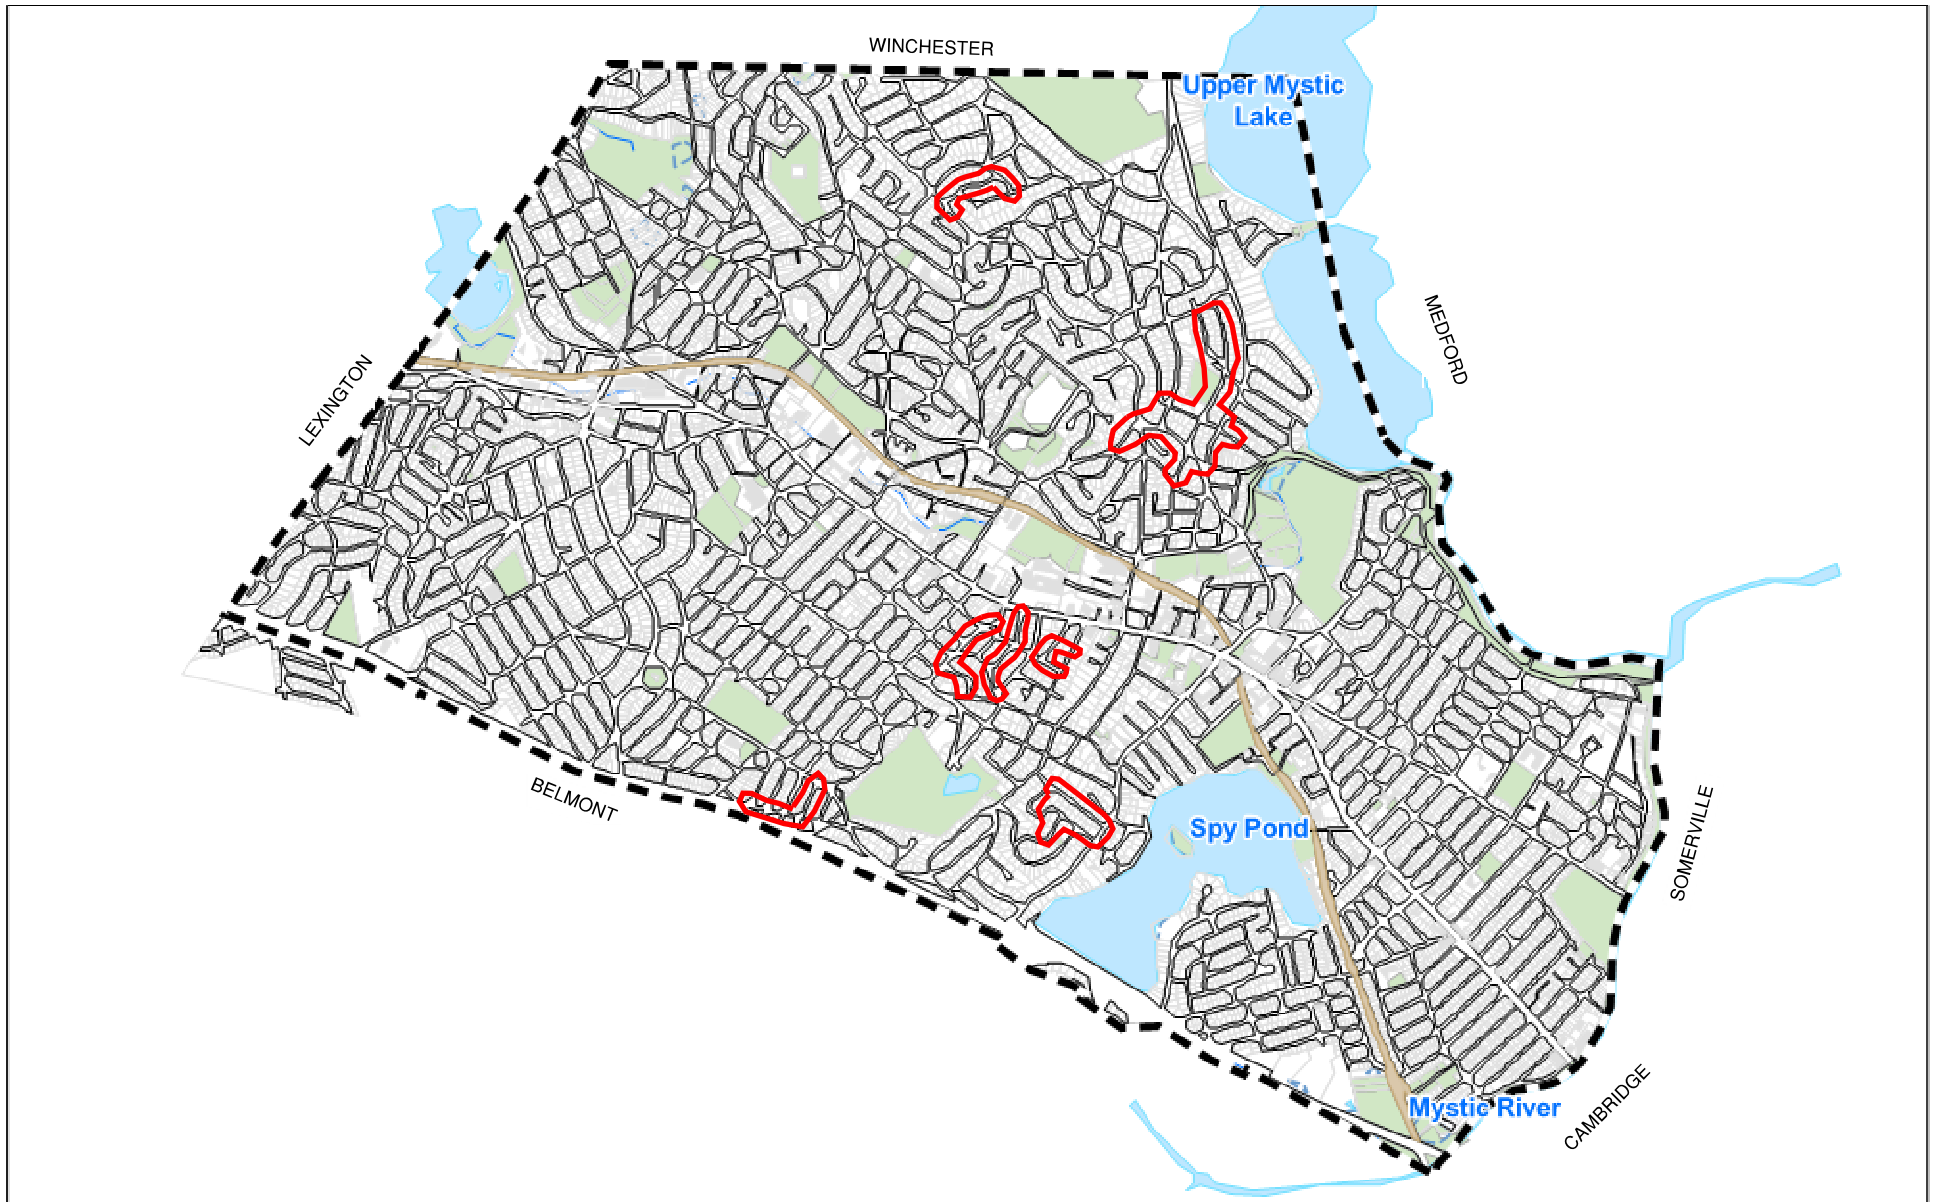 WINCHESTER
Upper Mystic
Lake
MEDFORD
LEXINGTON
BELMONT
Spy Pond
SOMERVILLE
CAMBRIDGE
Mystic River